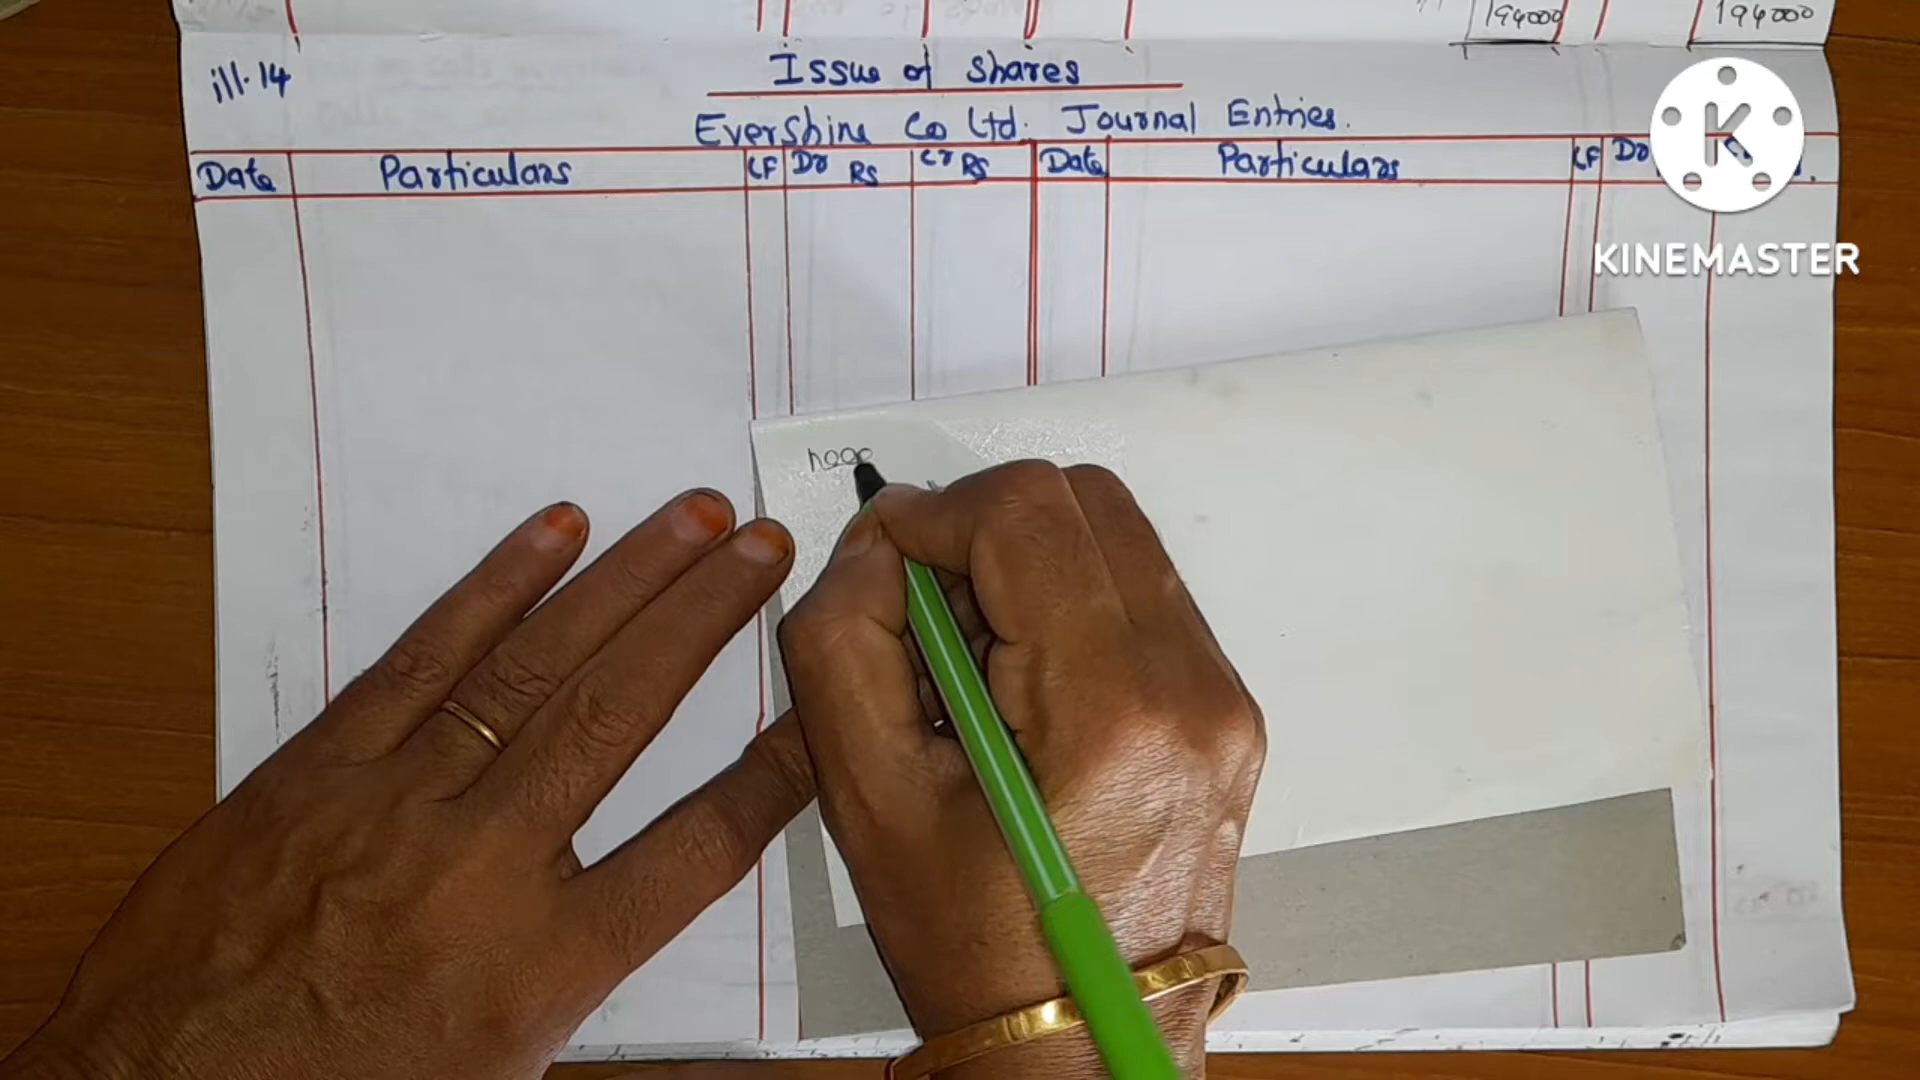 194000 194000
ill.14
Issue of Shares
Evershine Co Ltd. Journal Entries.
Date Particulars LF Dr Rs Cr Rs Date Particulars LF Dr
KINEMASTER